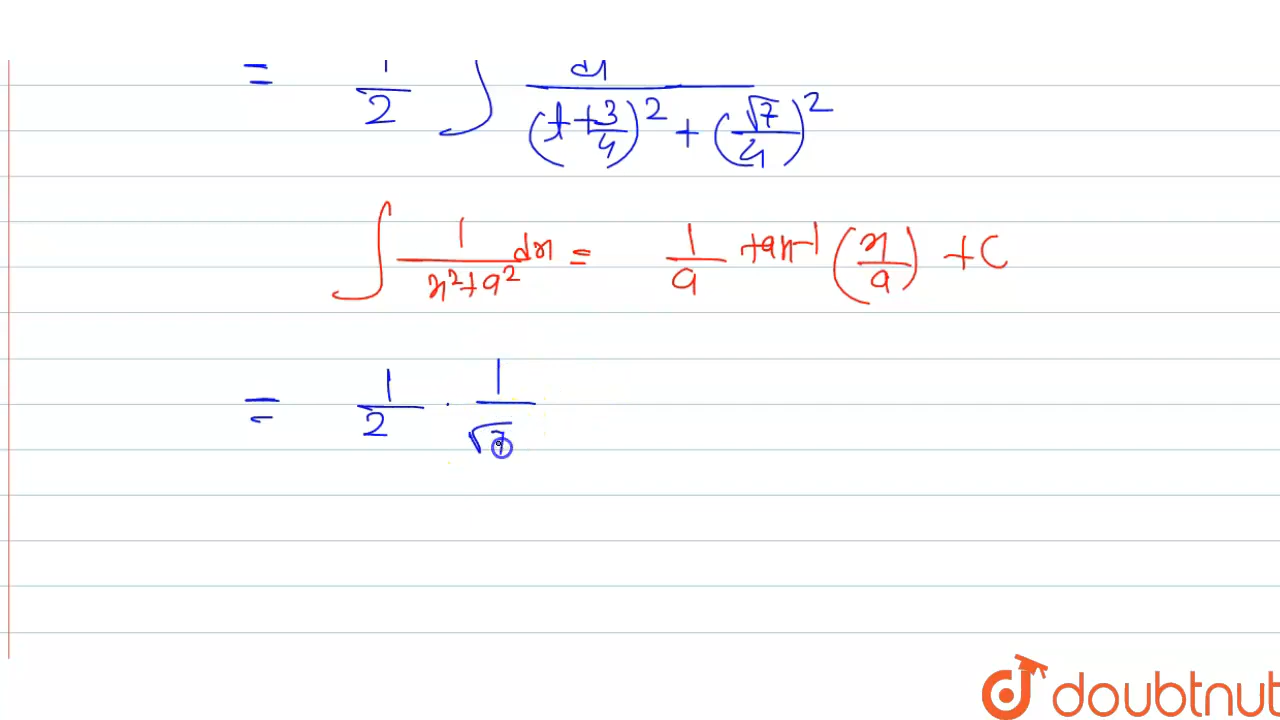 = 1/2 ∫ dt/((t+3/4)² + (√7/4)²)
∫ 1/(x²+a²) dx = 1/a tan-1 (x/a) + C
= 1/2 · 1/√7
doubtnut